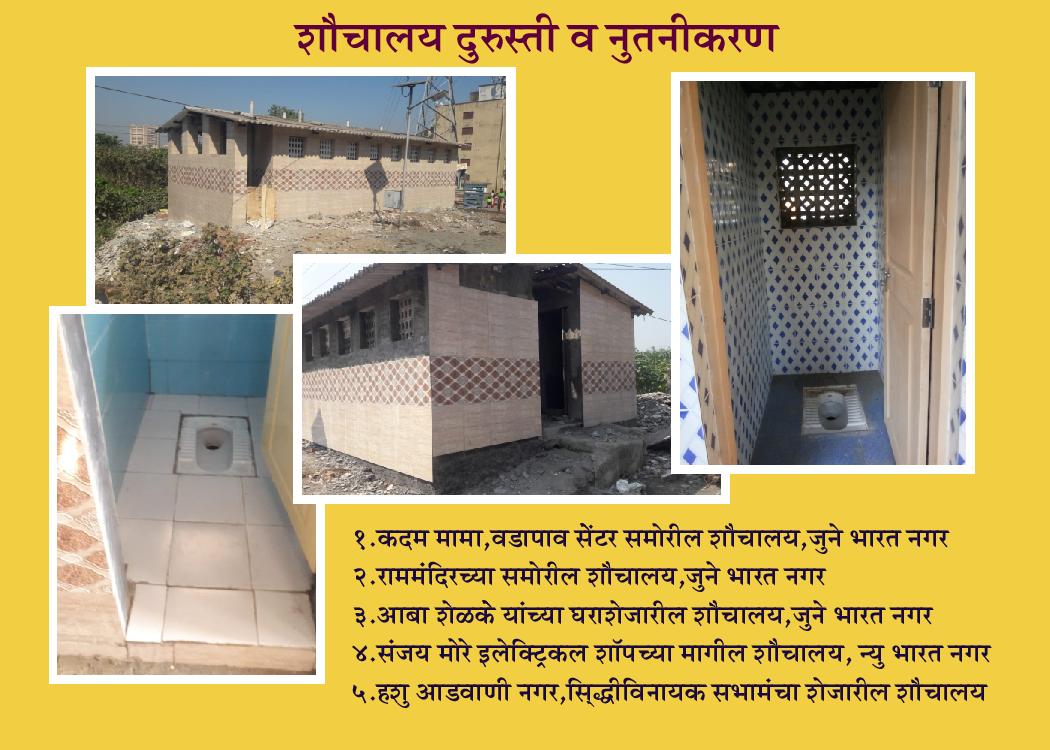 शौचालय दुरुस्ती व नुतनीकरण
१.कदम मामा,वडापाव सेंटर समोरील शौचालय,जुने भारत नगर
२.राममंदिरच्या समोरील शौचालय,जुने भारत नगर
३.आबा शेळके यांच्या घराशेजारील शौचालय,जुने भारत नगर
४.संजय मोरे इलेक्ट्रिकल शॉपच्या मागील शौचालय, न्यु भारत नगर
५.हशु आडवाणी नगर,सि्द्धीविनायक सभामंचा शेजारील शौचालय